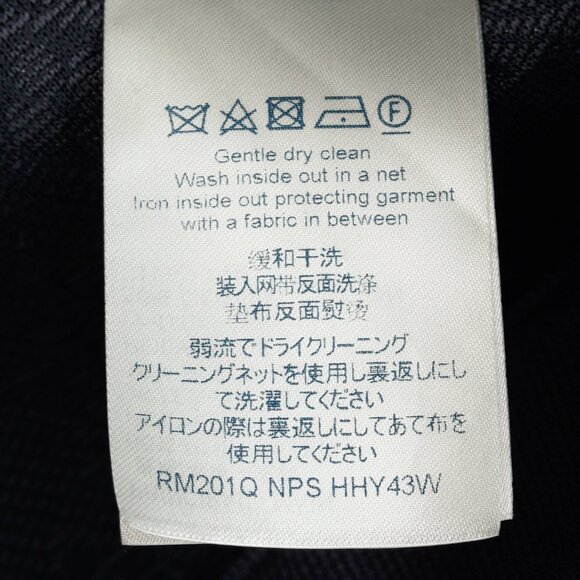 F
Gentle dry clean
Wash inside out in a net
Iron inside out protecting garment
with a fabric in between
缓和干洗
装入网带反面洗涤
垫布反面熨烫
弱流でドライクリーニング
クリーニングネットを使用し裏返しにし
て洗濯してください
アイロンの際は裏返しにしてあて布を
使用してください
RM201Q NPS HHY43W